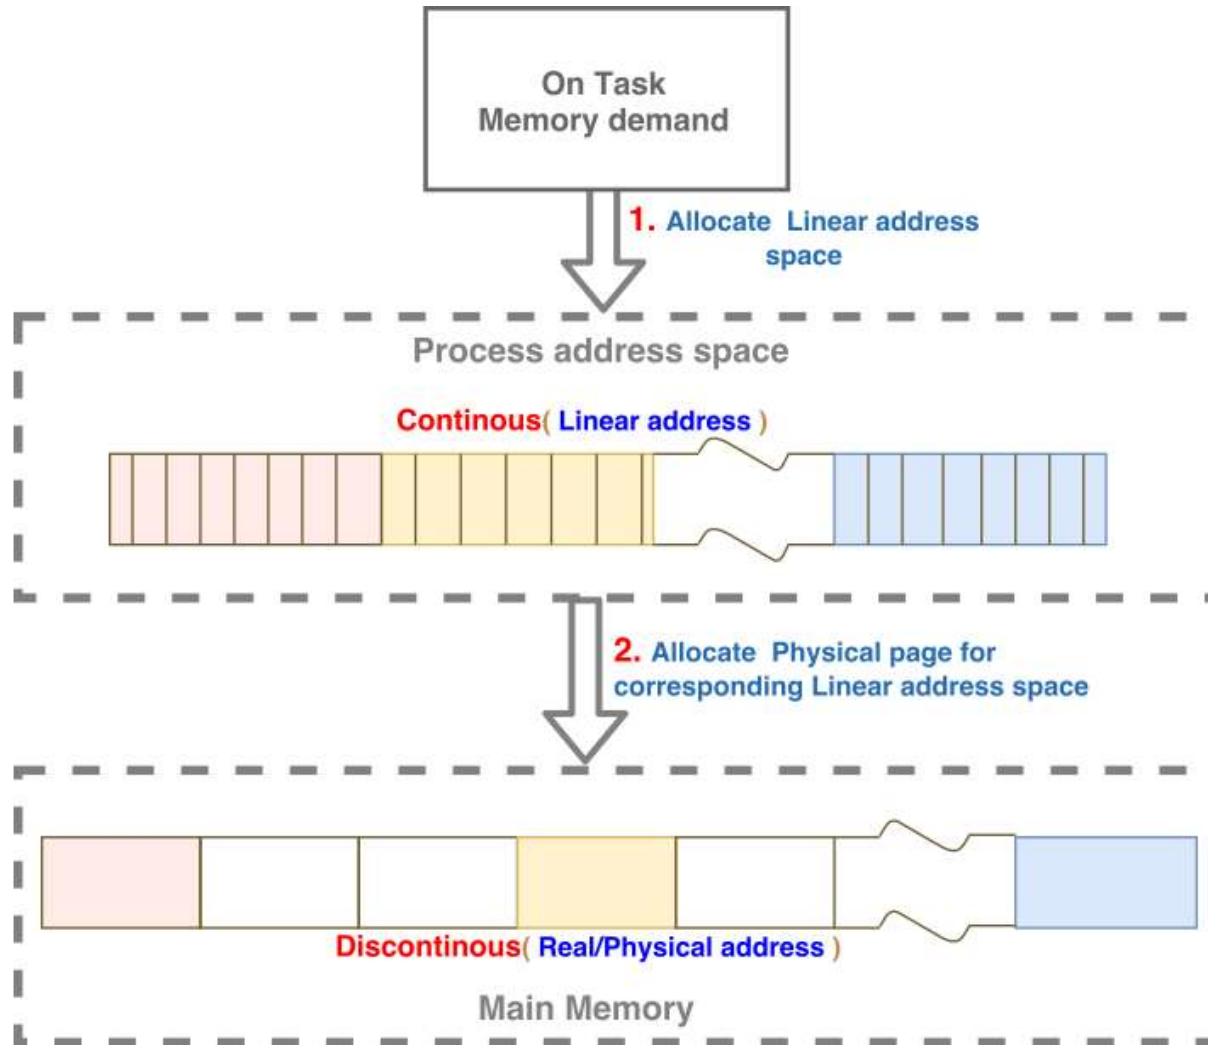 On Task
Memory demand
1. Allocate Linear address
space
Process address space
Continous( Linear address )
2. Allocate Physical page for
corresponding Linear address space
Discontinous( Real/Physical address )
Main Memory